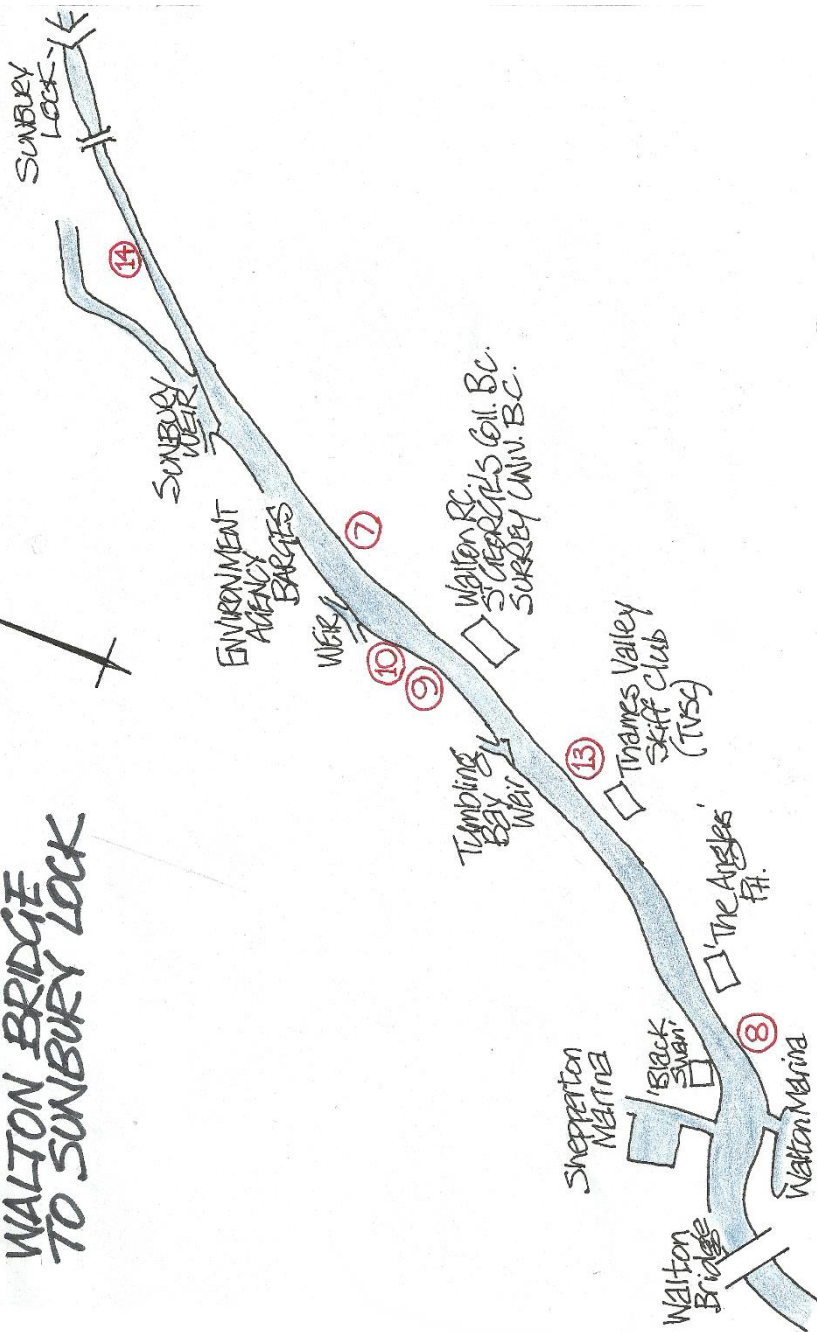 WALTON BRIDGE
TO SUNBURY LOCK
SUNBURY
LOCK
14
SUNBURY
WEIR
ENVIRONMENT
AGENCY
BARGES
7
WEIR
10
9
Walton R.C.
St GEORGE'S Coll. B.C.
SURREY UNIV. B.C.
Tumbling
Bay
Weir
13
Thames Valley
Skiff Club
(TVSC)
'The Anglers'
P.H.
8
'Black
Swan'
Shepperton
Marina
Walton Marina
Walton
Bridge